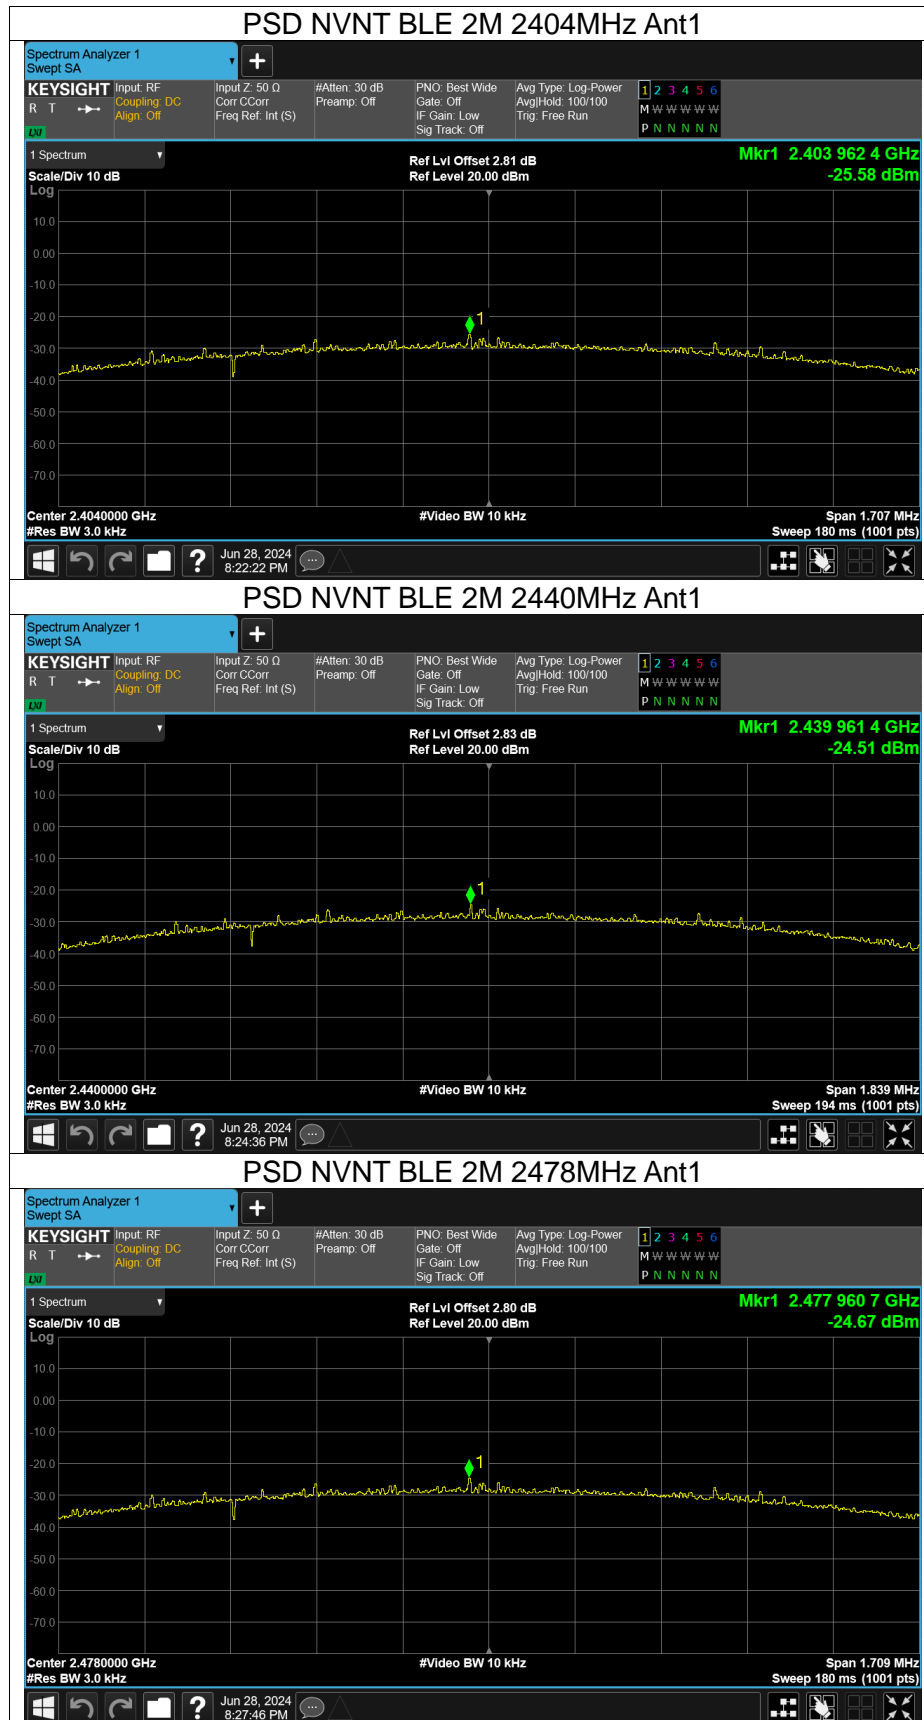 PSD NVNT BLE 2M 2404MHz Ant1
Spectrum Analyzer 1
Swept SA
KEYSIGHT
R T
LXI
Input: RF
Coupling: DC
Align: Off
Input Z: 50 Ω
Corr CCorr
Freq Ref: Int (S)
#Atten: 30 dB
Preamp: Off
PNO: Best Wide
Gate: Off
IF Gain: Low
Sig Track: Off
Avg Type: Log-Power
Avg|Hold: 100/100
Trig: Free Run
1 2 3 4 5 6
M W W W W W
P N N N N N
1 Spectrum
Scale/Div 10 dB
Log
Ref Lvl Offset 2.81 dB
Ref Level 20.00 dBm
Mkr1 2.403 962 4 GHz
-25.58 dBm
10.0
0.00
-10.0
-20.0
-30.0
-40.0
-50.0
-60.0
-70.0
1
Center 2.4040000 GHz
#Res BW 3.0 kHz
#Video BW 10 kHz
Span 1.707 MHz
Sweep 180 ms (1001 pts)
?
Jun 28, 2024
8:22:22 PM
PSD NVNT BLE 2M 2440MHz Ant1
Spectrum Analyzer 1
Swept SA
KEYSIGHT
R T
LXI
Input: RF
Coupling: DC
Align: Off
Input Z: 50 Ω
Corr CCorr
Freq Ref: Int (S)
#Atten: 30 dB
Preamp: Off
PNO: Best Wide
Gate: Off
IF Gain: Low
Sig Track: Off
Avg Type: Log-Power
Avg|Hold: 100/100
Trig: Free Run
1 2 3 4 5 6
M W W W W W
P N N N N N
1 Spectrum
Scale/Div 10 dB
Log
Ref Lvl Offset 2.83 dB
Ref Level 20.00 dBm
Mkr1 2.439 961 4 GHz
-24.51 dBm
10.0
0.00
-10.0
-20.0
-30.0
-40.0
-50.0
-60.0
-70.0
1
Center 2.4400000 GHz
#Res BW 3.0 kHz
#Video BW 10 kHz
Span 1.839 MHz
Sweep 194 ms (1001 pts)
?
Jun 28, 2024
8:24:36 PM
PSD NVNT BLE 2M 2478MHz Ant1
Spectrum Analyzer 1
Swept SA
KEYSIGHT
R T
LXI
Input: RF
Coupling: DC
Align: Off
Input Z: 50 Ω
Corr CCorr
Freq Ref: Int (S)
#Atten: 30 dB
Preamp: Off
PNO: Best Wide
Gate: Off
IF Gain: Low
Sig Track: Off
Avg Type: Log-Power
Avg|Hold: 100/100
Trig: Free Run
1 2 3 4 5 6
M W W W W W
P N N N N N
1 Spectrum
Scale/Div 10 dB
Log
Ref Lvl Offset 2.80 dB
Ref Level 20.00 dBm
Mkr1 2.477 960 7 GHz
-24.67 dBm
10.0
0.00
-10.0
-20.0
-30.0
-40.0
-50.0
-60.0
-70.0
1
Center 2.4780000 GHz
#Res BW 3.0 kHz
#Video BW 10 kHz
Span 1.709 MHz
Sweep 180 ms (1001 pts)
?
Jun 28, 2024
8:27:46 PM